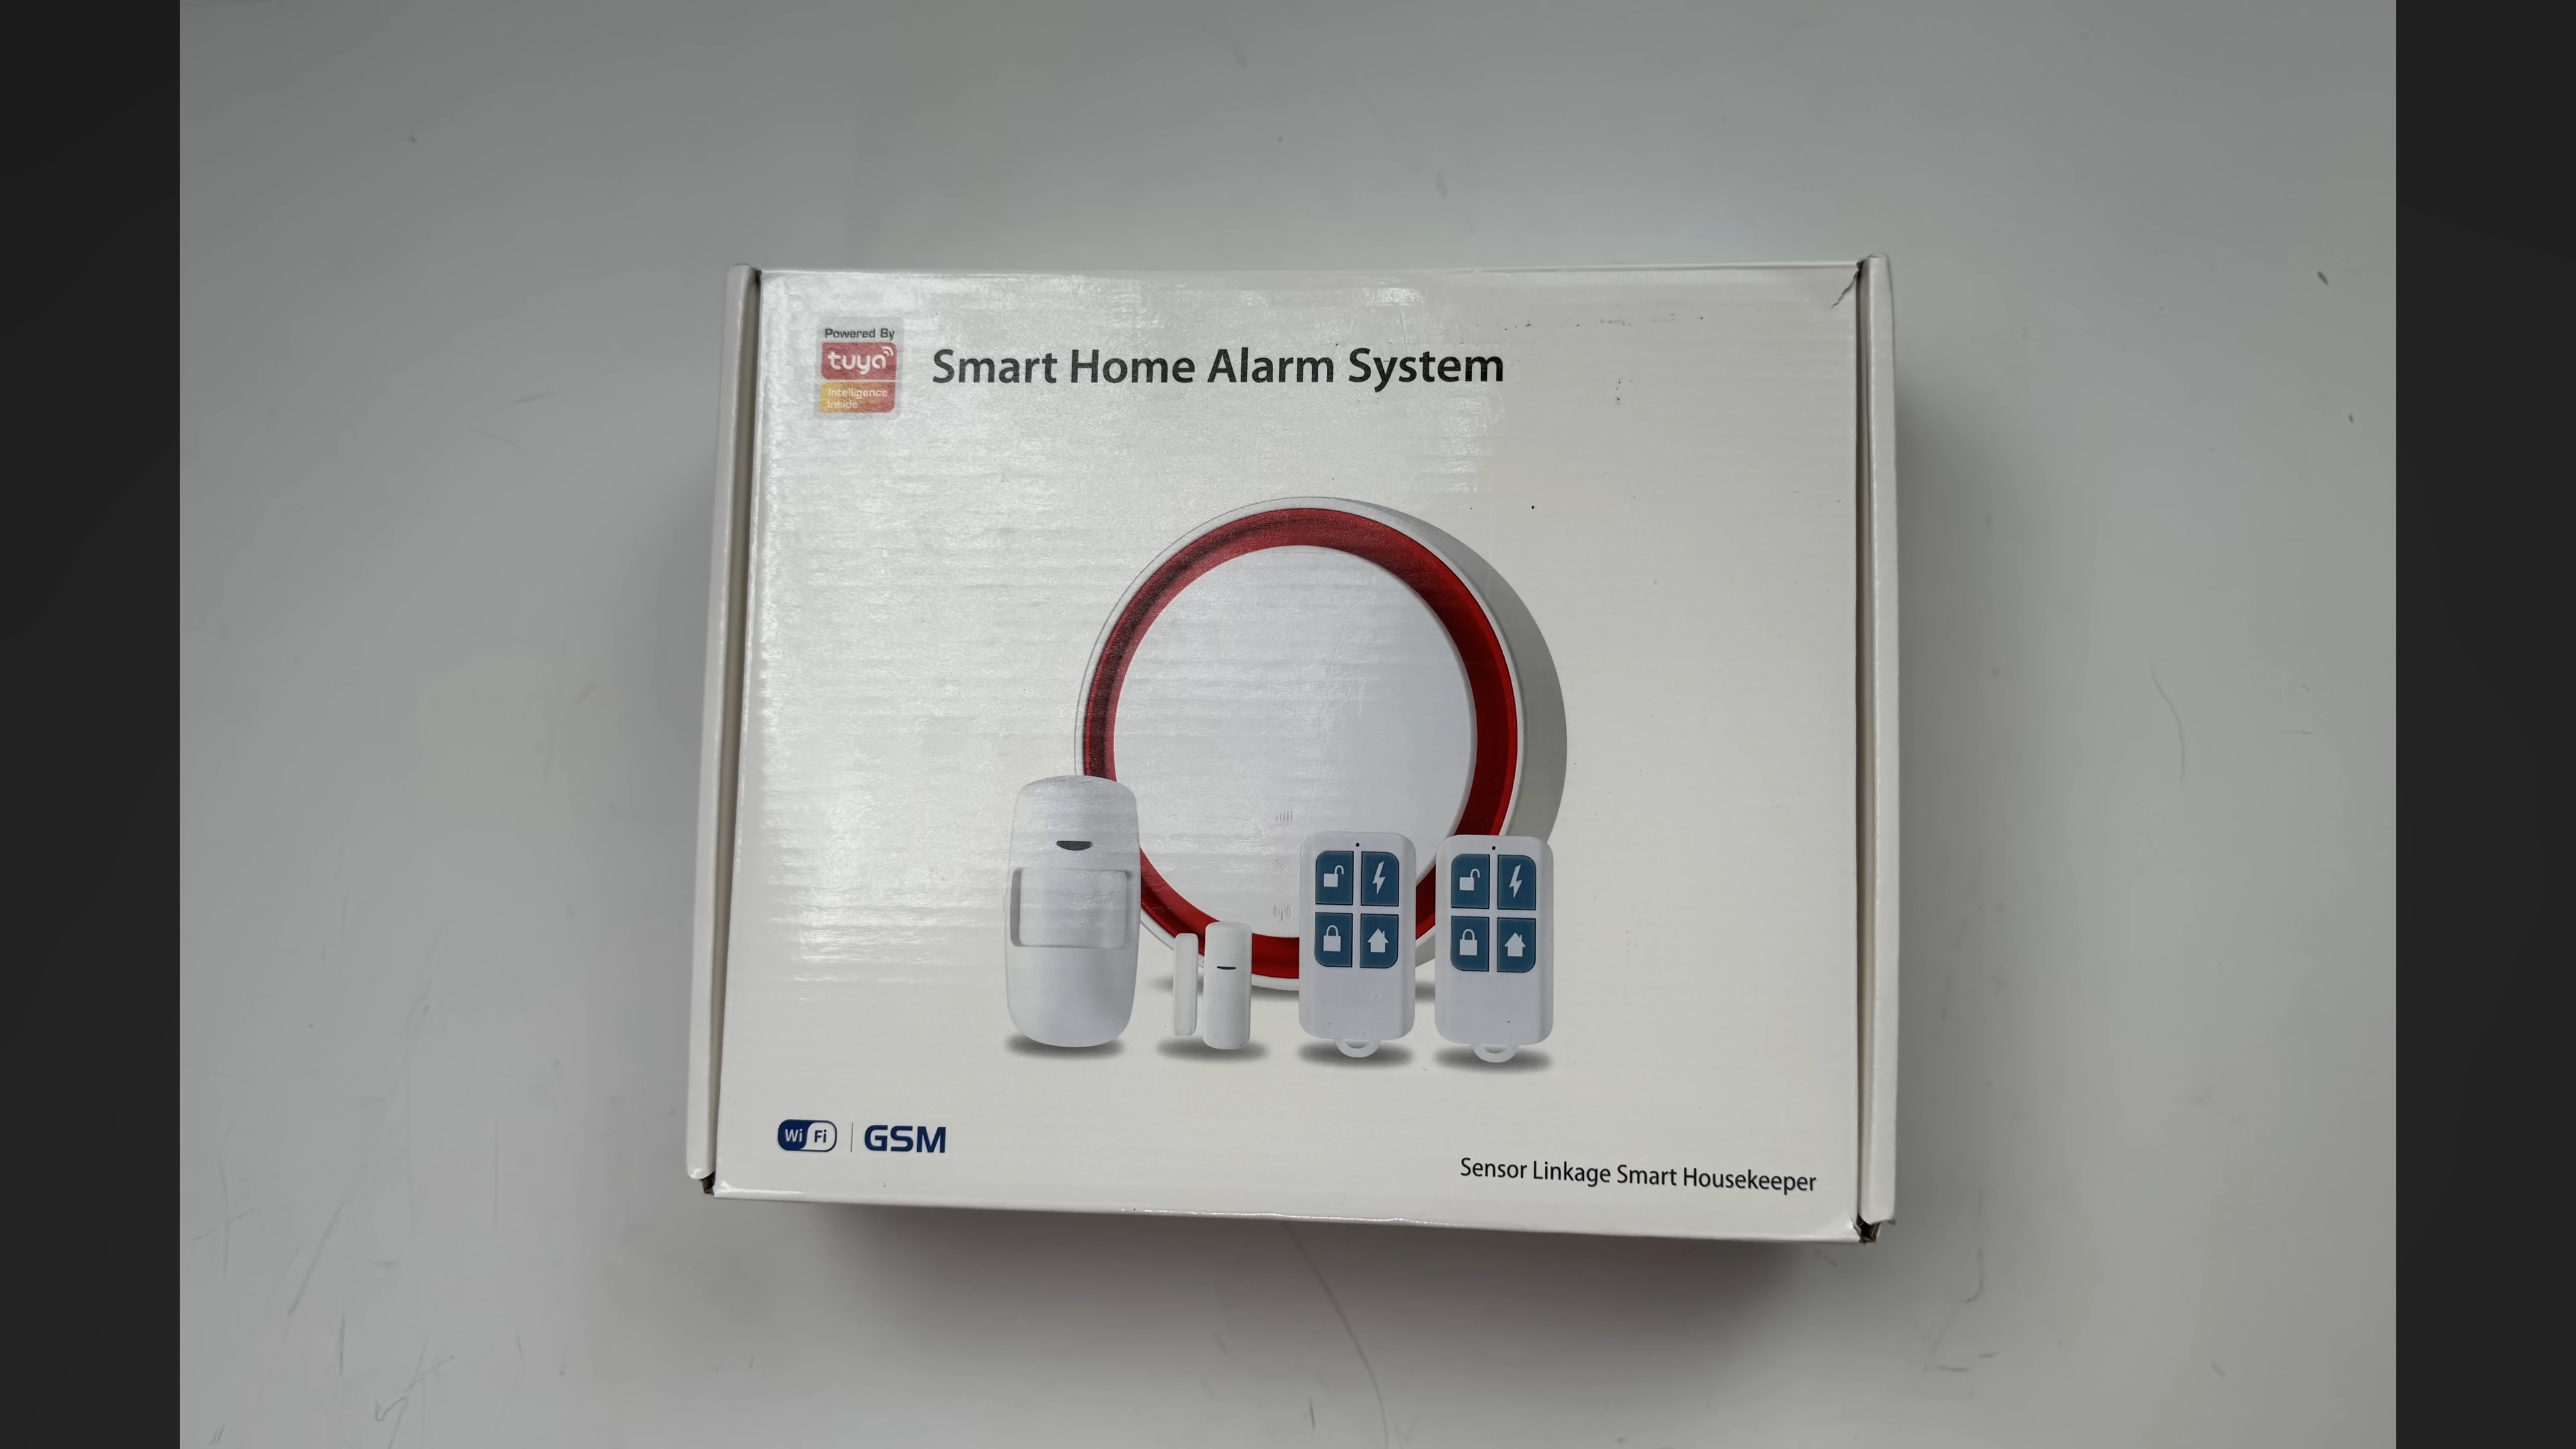 Powered By
tuya
intelligence
inside
Smart Home Alarm System
Wi Fi | GSM
Sensor Linkage Smart Housekeeper